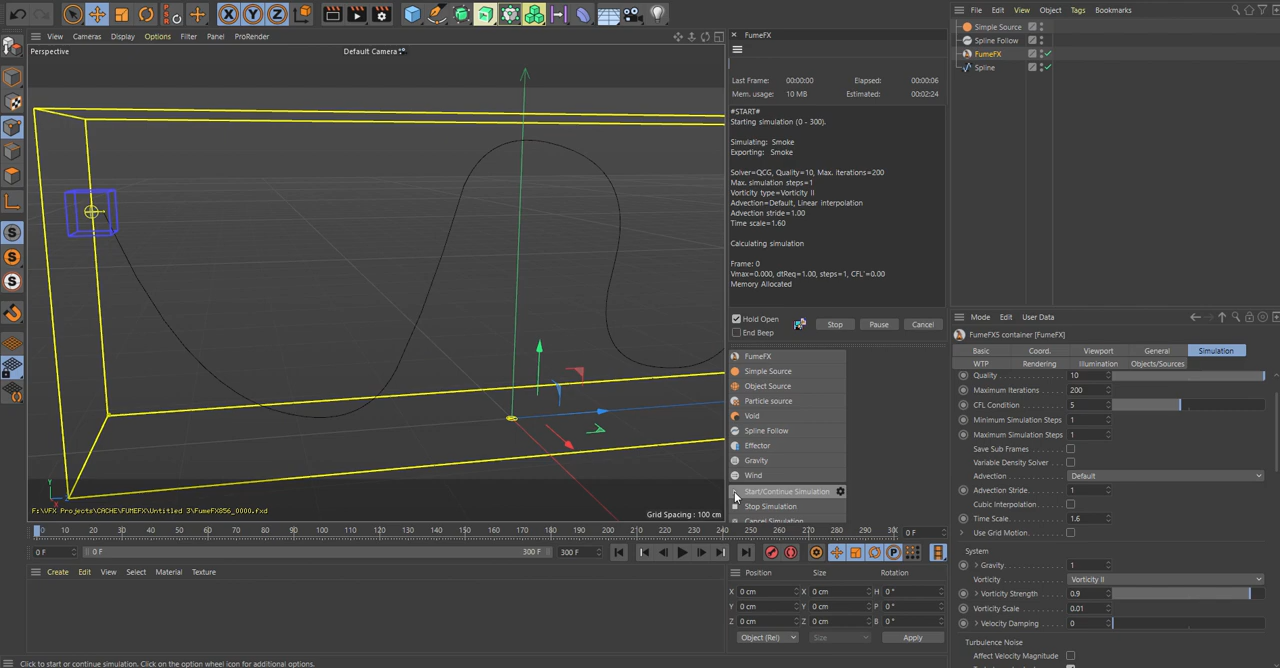 File Edit View Object Tags Bookmarks
View Cameras Display Options Filter Panel ProRender
Perspective
Default Camera
F:\VFX Projects\CACHE\FUMEFX\Untitled 3\FumeFX856_0000.fxd
Grid Spacing : 100 cm
0 10 20 30 40 50 60 70 80 90 100 110 120 130 140 150 160 170 180 190 200 210 220 230 240 250 260 270 280 290 0 F
0 F 0 F 300 F 300 F
Create Edit View Select Material Texture
Click to start or continue simulation. Click on the option wheel icon for additional options.
FumeFX
Last Frame: 00:00:00 Elapsed: 00:00:06
Mem. usage: 10 MB Estimated: 00:02:24
#START#
Starting simulation (0 - 300).
Simulating: Smoke
Exporting: Smoke
Solver=QCG, Quality=10, Max. iterations=200
Max. simulation steps=1
Vorticity type=Vorticity II
Advection=Default, Linear interpolation
Advection stride=1.00
Time scale=1.60
Calculating simulation
Frame: 0
Vmax=0.000, dtReq=1.00, steps=1, CFL'=0.00
Memory Allocated
Hold Open
End Beep
Stop Pause Cancel
FumeFX
Simple Source
Object Source
Particle source
Void
Spline Follow
Effector
Gravity
Wind
Start/Continue Simulation
Stop Simulation
Cancel Simulation
Position Size Rotation
X 0 cm X 0 cm H 0 °
Y 0 cm Y 0 cm P 0 °
Z 0 cm Z 0 cm B 0 °
Object (Rel) Size Apply
Simple Source
Spline Follow
FumeFX
Spline
Mode Edit User Data
FumeFX5 container [FumeFX]
Basic Coord. Viewport General Simulation
WTP Rendering Illumination Objects/Sources
Quality 10
Maximum Iterations 200
CFL Condition 5
Minimum Simulation Steps 1
Maximum Simulation Steps 1
Save Sub Frames
Variable Density Solver
Advection Default
Advection Stride 1
Cubic Interpolation
Time Scale 1.6
Use Grid Motion
System
Gravity 1
Vorticity Vorticity II
Vorticity Strength 0.9
Vorticity Scale 0.01
Velocity Damping 0
Turbulence Noise
Affect Velocity Magnitude